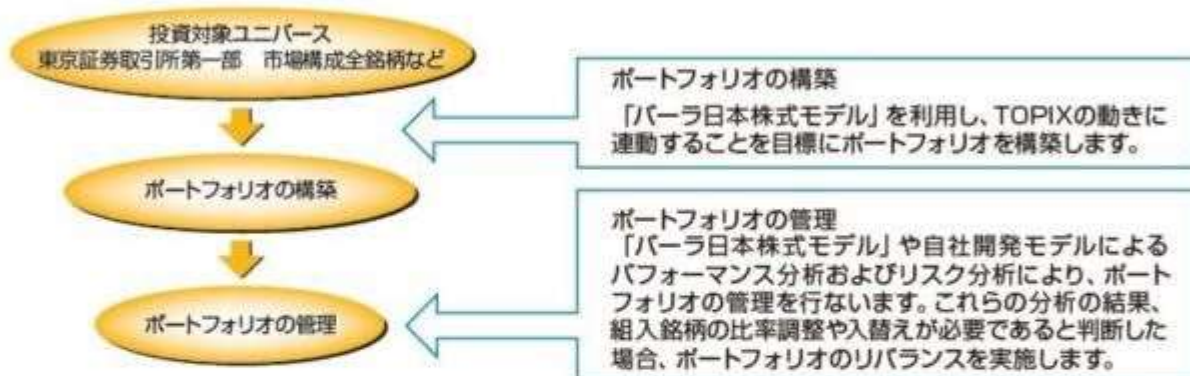 投資対象ユニバース
東京証券取引所第一部　市場構成全銘柄など
ポートフォリオの構築
「バーラ日本株式モデル」を利用し、TOPIXの動きに
連動することを目標にポートフォリオを構築します。
ポートフォリオの構築
ポートフォリオの管理
「バーラ日本株式モデル」や自社開発モデルによる
パフォーマンス分析およびリスク分析により、ポート
フォリオの管理を行ないます。これらの分析の結果、
組入銘柄の比率調整や入替えが必要であると判断した
場合、ポートフォリオのリバランスを実施します。
ポートフォリオの管理